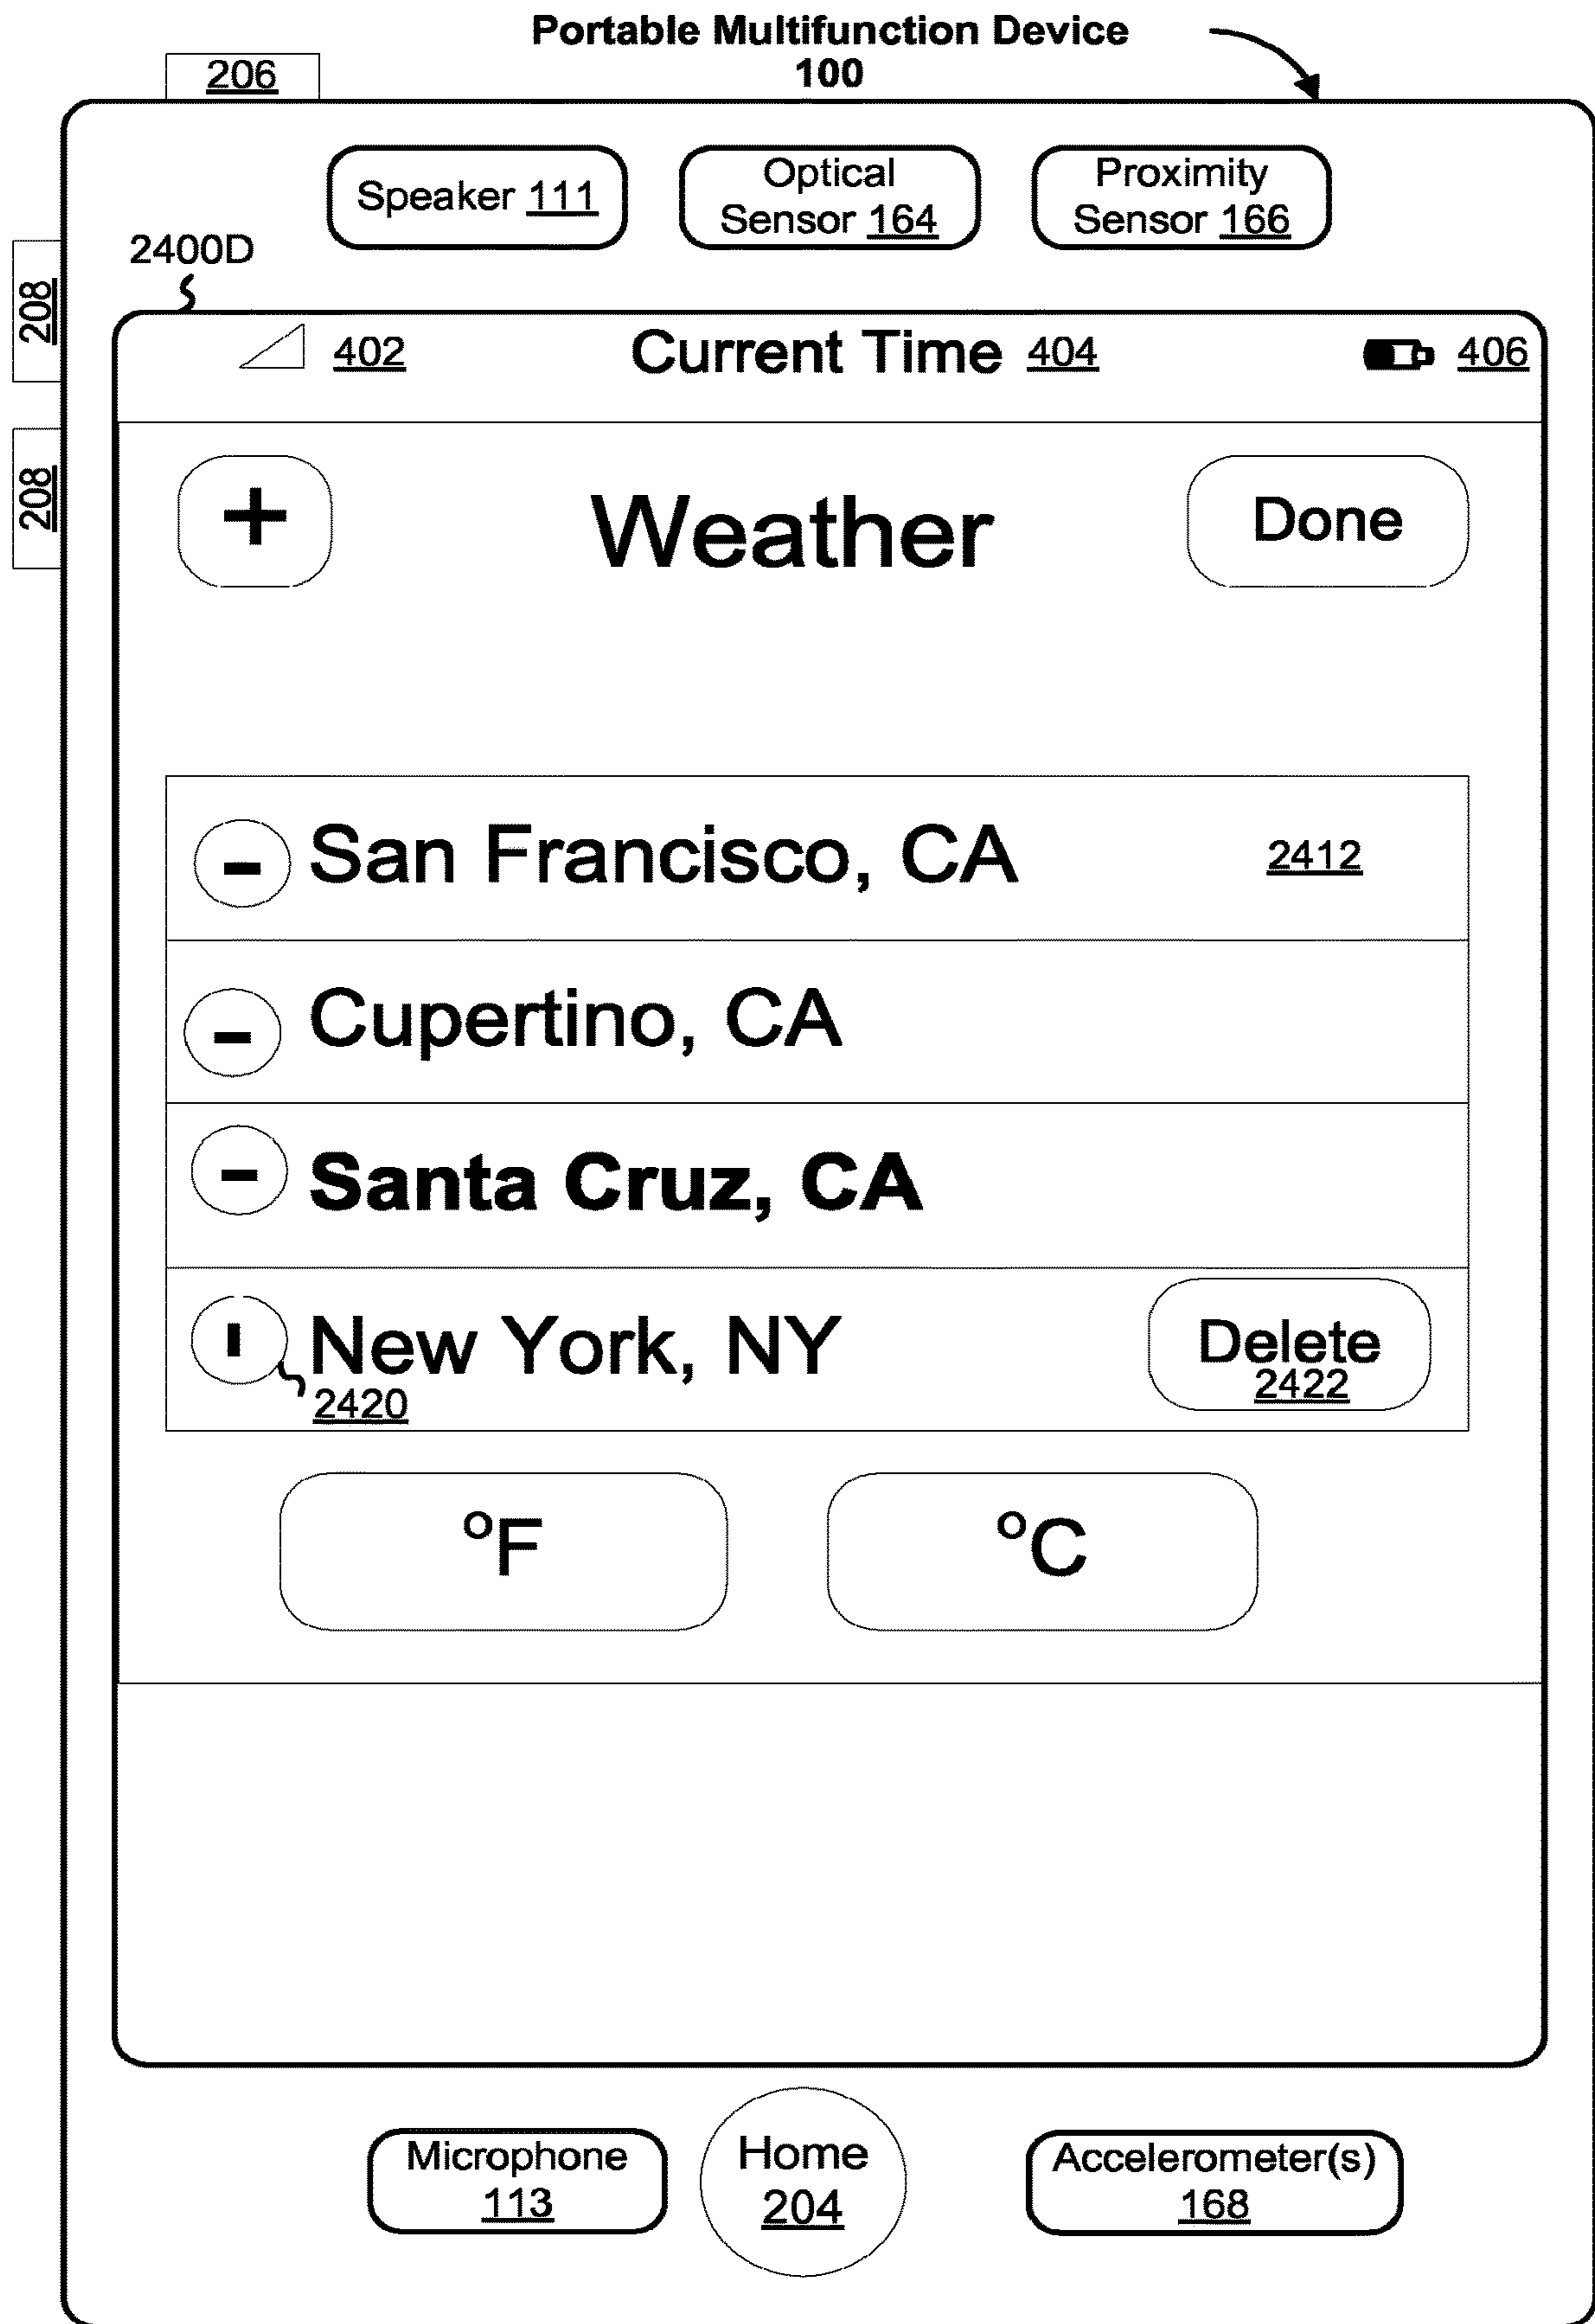 Portable Multifunction Device
100
206
Speaker 111
Optical
Sensor 164
Proximity
Sensor 166
2400D
208
402
Current Time 404
406
208
+
Weather
Done
- San Francisco, CA 2412
- Cupertino, CA
- Santa Cruz, CA
New York, NY
2420
Delete
2422
°F
°C
Microphone
113
Home
204
Accelerometer(s)
168